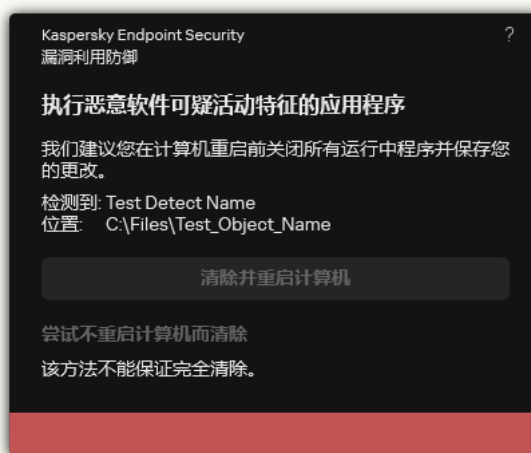 Kaspersky Endpoint Security
?
漏洞利用防御
执行恶意软件可疑活动特征的应用程序
我们建议您在计算机重启前关闭所有运行中程序并保存您
的更改。
检测到: Test Detect Name
位置: C:\Files\Test_Object_Name
清除并重启计算机
尝试不重启计算机而清除
该方法不能保证完全清除。